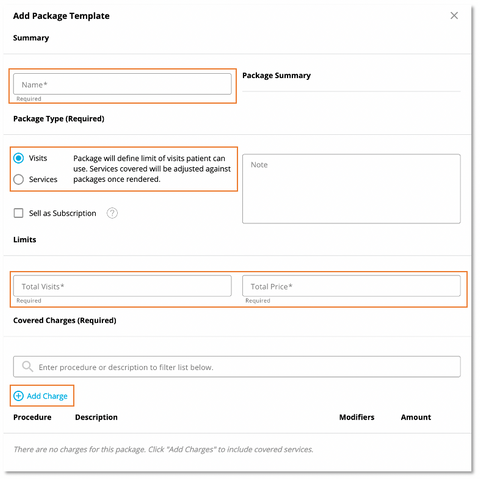 Add Package Template
Summary
Name*
Required
Package Summary
Package Type (Required)
Visits
Services
Package will define limit of visits patient can
use. Services covered will be adjusted against
packages once rendered.
Note
Sell as Subscription ?
Limits
Total Visits*
Required
Total Price*
Required
Covered Charges (Required)
Enter procedure or description to filter list below.
Add Charge
Procedure Description Modifiers Amount
There are no charges for this package. Click "Add Charges" to include covered services.